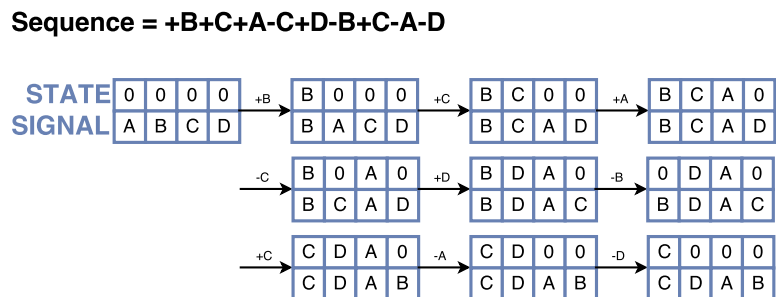 Sequence = +B+C+A-C+D-B+C-A-D
STATE 0 0 0 0 +B B 0 0 0 +C B C 0 0 +A B C A 0
SIGNAL A B C D B A C D B C A D B C A D
-C B 0 A 0 +D B D A 0 -B 0 D A 0
B C A D B D A C B D A C
+C C D A 0 -A C D 0 0 -D C 0 0 0
C D A B C D A B C D A B